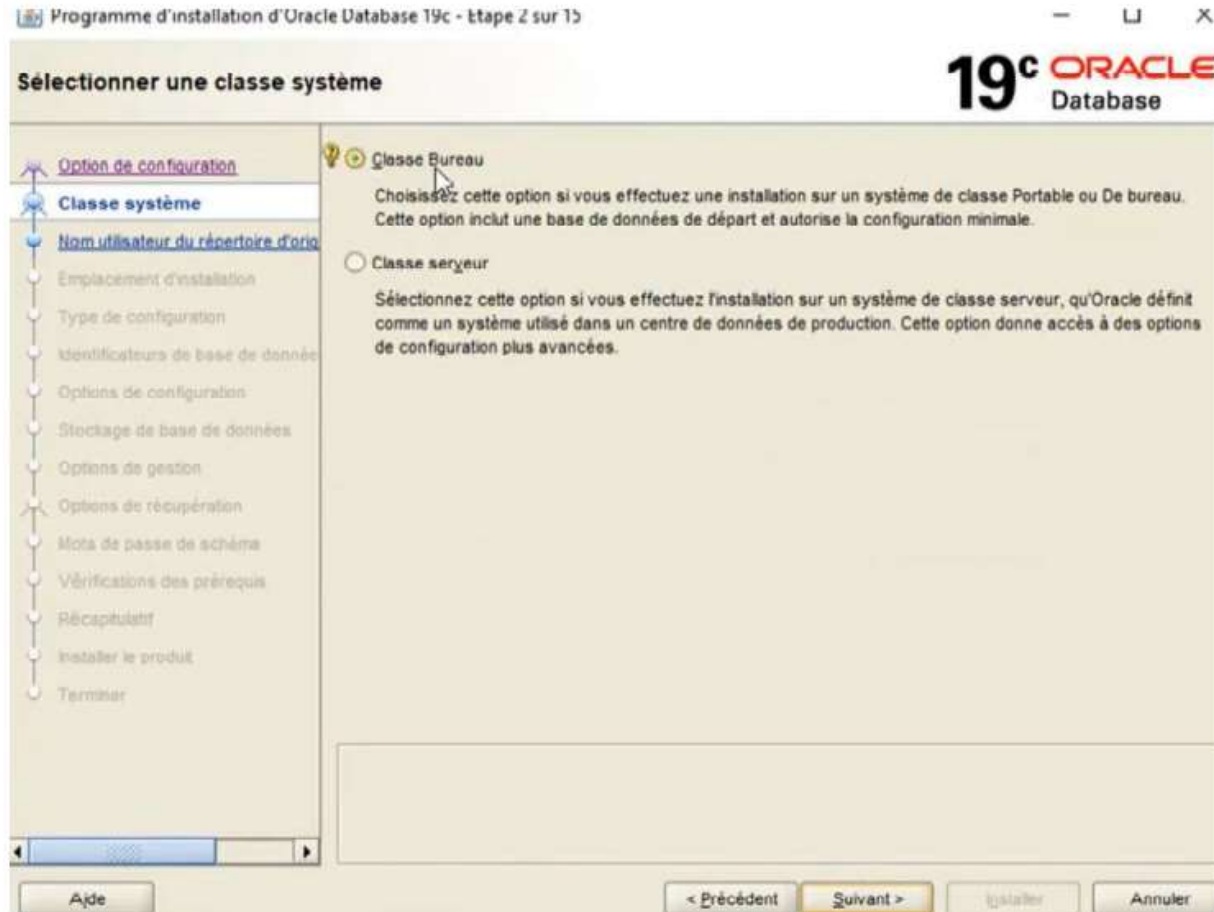 Programme d'installation d'Oracle Database 19c - Etape 2 sur 15
Sélectionner une classe système
19c ORACLE
Database
Option de configuration
Classe système
Nom utilisateur du répertoire d'orig
Emplacement d'installation
Type de configuration
Identificateurs de base de donnée
Options de configuration
Stockage de base de données
Options de gestion
Options de récupération
Mots de passe de schéma
Vérifications des prérequis
Récapitulatif
Installer le produit
Terminer
Classe Bureau
Choisissez cette option si vous effectuez une installation sur un système de classe Portable ou De bureau.
Cette option inclut une base de données de départ et autorise la configuration minimale.
Classe serveur
Sélectionnez cette option si vous effectuez l'installation sur un système de classe serveur, qu'Oracle définit
comme un système utilisé dans un centre de données de production. Cette option donne accès à des options
de configuration plus avancées.
Aide
< Précédent
Suivant >
Installer
Annuler